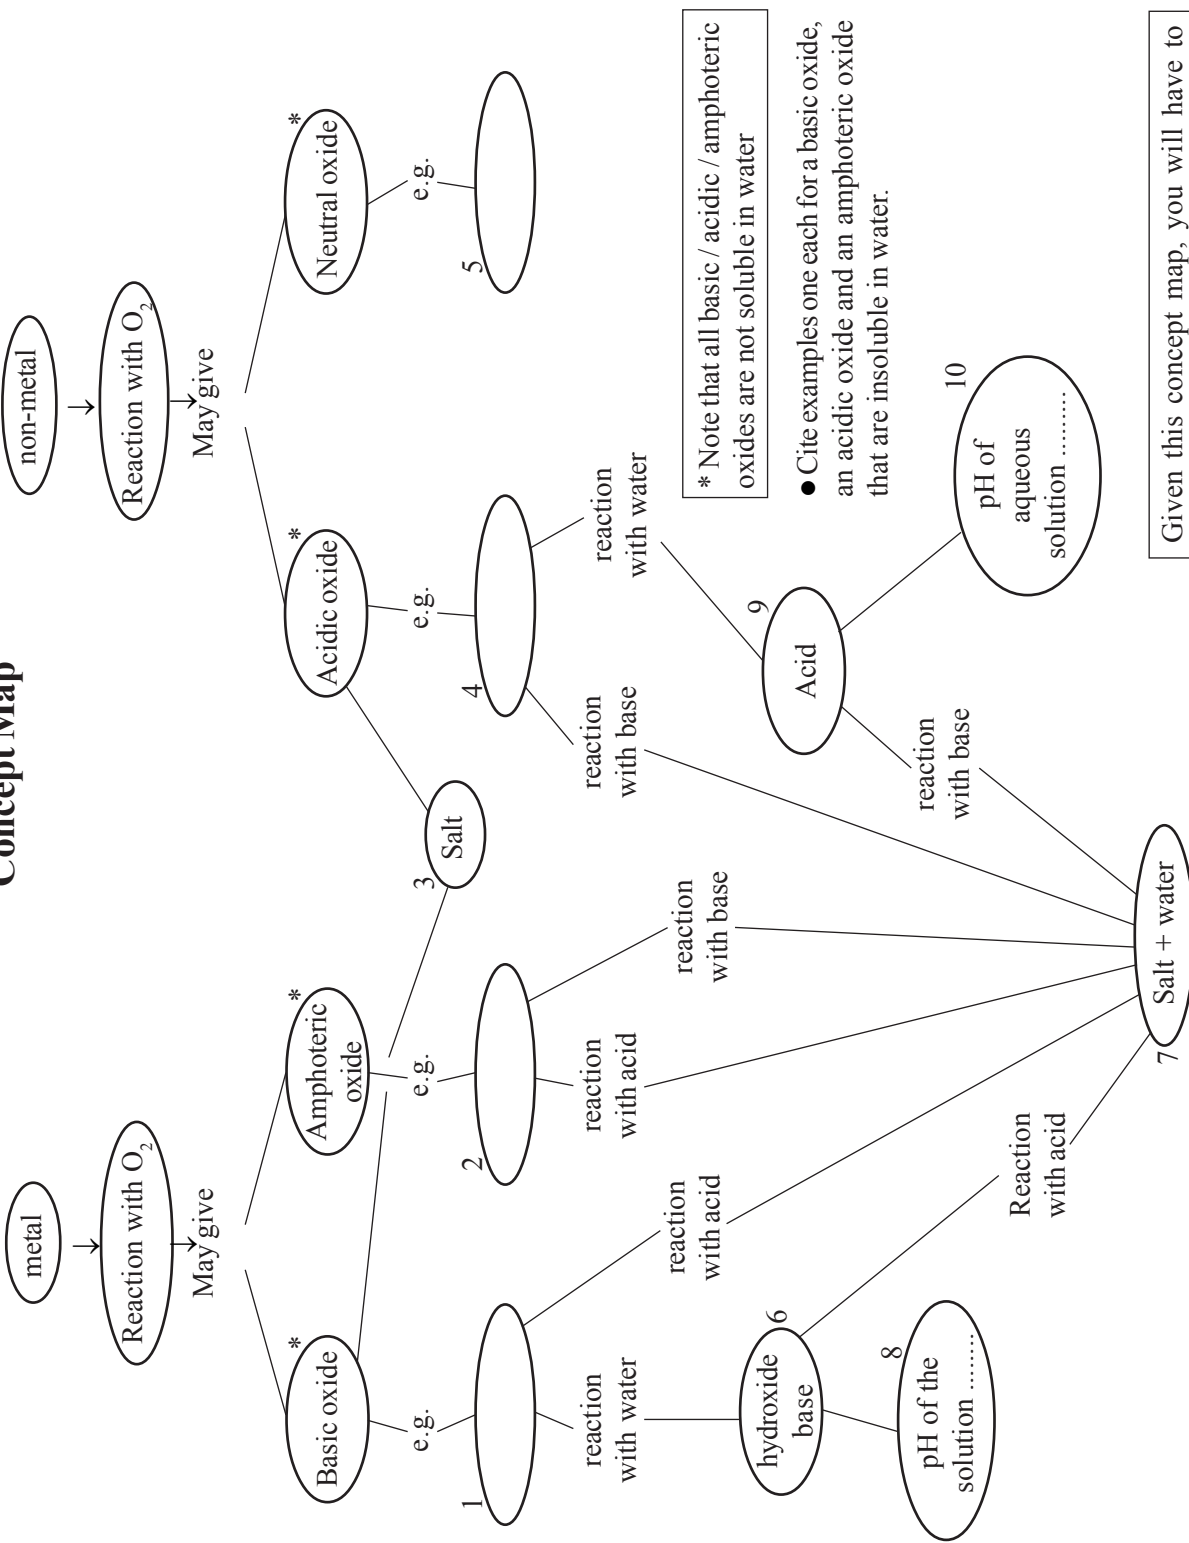 Concept Map
metal
Reaction with O2
May give
Basic oxide
*
Amphoteric
oxide
*
e.g.
e.g.
1
2
3
Salt
non-metal
Reaction with O2
May give
Acidic oxide
*
Neutral oxide
*
e.g.
e.g.
4
5
reaction
with water
reaction
with acid
reaction
with acid
reaction
with base
reaction
with base
reaction
with water
hydroxide
base
6
8
pH of the
solution ........
Reaction
with acid
7
Salt + water
Acid
9
reaction
with base
10
pH of
aqueous
solution ..........
* Note that all basic / acidic / amphoteric
oxides are not soluble in water
● Cite examples one each for a basic oxide,
an acidic oxide and an amphoteric oxide
that are insoluble in water.
Given this concept map, you will have to